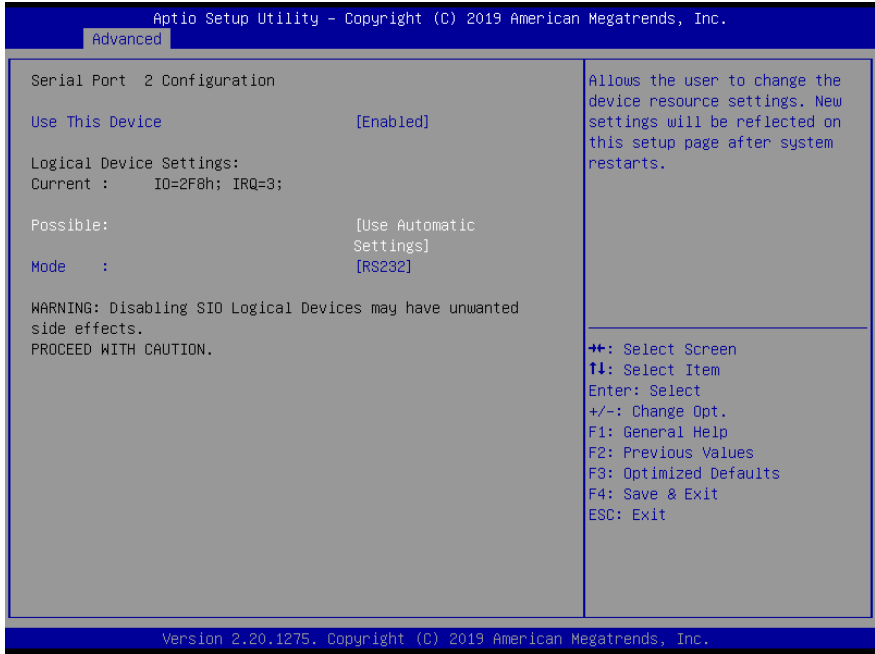 Aptio Setup Utility – Copyright (C) 2019 American Megatrends, Inc.
Advanced
Serial Port 2 Configuration
Use This Device [Enabled]
Logical Device Settings:
Current : IO=2F8h; IRQ=3;
Possible: [Use Automatic
Settings]
Mode : [RS232]
WARNING: Disabling SIO Logical Devices may have unwanted
side effects.
PROCEED WITH CAUTION.
Allows the user to change the
device resource settings. New
settings will be reflected on
this setup page after system
restarts.
→←: Select Screen
↑↓: Select Item
Enter: Select
+/-: Change Opt.
F1: General Help
F2: Previous Values
F3: Optimized Defaults
F4: Save & Exit
ESC: Exit
Version 2.20.1275. Copyright (C) 2019 American Megatrends, Inc.